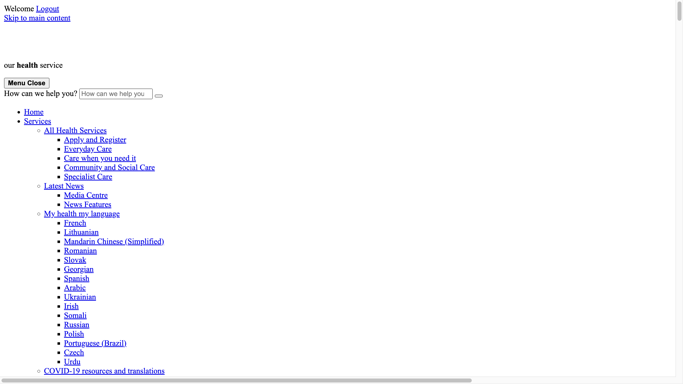 Welcome Logout
Skip to main content
our health service
Menu Close
How can we help you? How can we help you
Home
Services
All Health Services
Apply and Register
Everyday Care
Care when you need it
Community and Social Care
Specialist Care
Latest News
Media Centre
News Features
My health my language
French
Lithuanian
Mandarin Chinese (Simplified)
Romanian
Slovak
Georgian
Spanish
Arabic
Ukrainian
Irish
Somali
Russian
Polish
Portuguese (Brazil)
Czech
Urdu
COVID-19 resources and translations